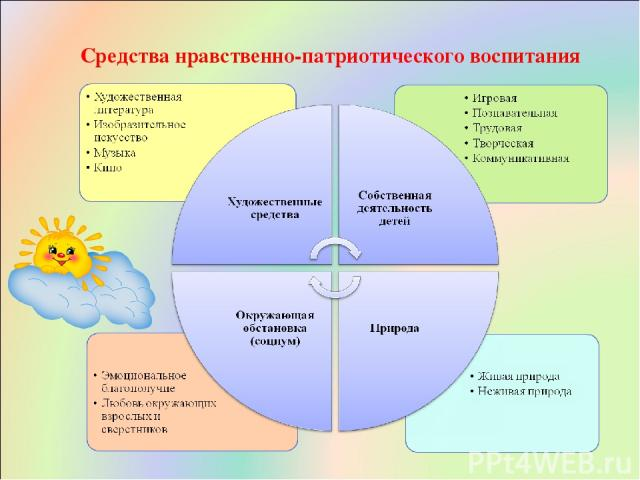 Средства нравственно-патриотического воспитания
• Художественная
литература
• Изобразительное
искусство
• Музыка
• Кино
• Игровая
• Познавательная
• Трудовая
• Творческая
• Коммуникативная
Художественные
средства
Собственная
деятельность
детей
Окружающая
обстановка
(социум)
Природа
• Эмоциональное
благополучие
• Любовь окружающих
взрослых и
сверстников
• Живая природа
• Неживая природа
PPt4WEB.ru